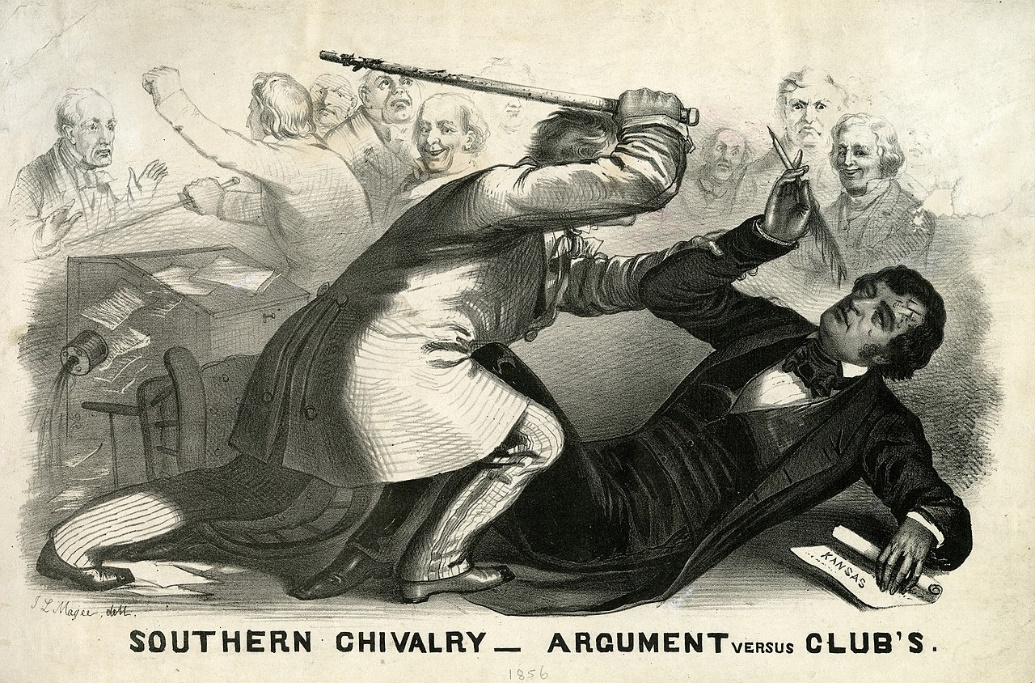 KANSAS
J L Magee, delt.
SOUTHERN CHIVALRY _ ARGUMENT VERSUS CLUB'S.
1856